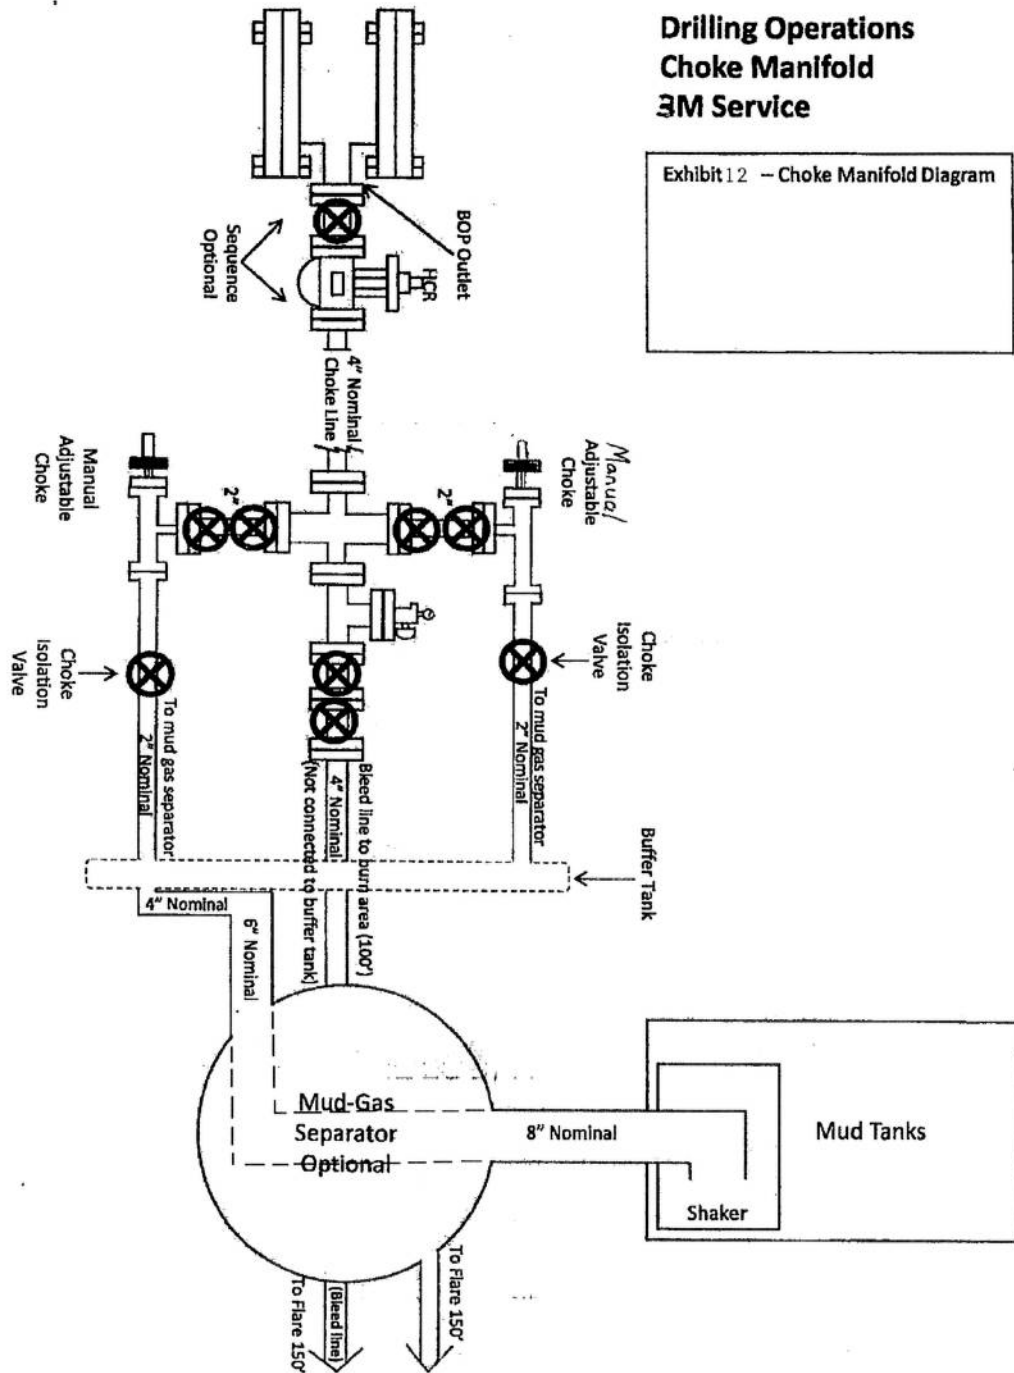 Drilling Operations
Choke Manifold
3M Service
Exhibit 12 – Choke Manifold Diagram
BOP Outlet
HCR
Sequence
Optional
4" Nominal
Choke Line
Manual
Adjustable
Choke
2"
2"
Manual
Adjustable
Choke
Choke
Isolation
Valve
Choke
Isolation
Valve
To mud gas separator
2" Nominal
Bleed line to burn area (100')
4" Nominal
(Not connected to buffer tank)
To mud gas separator
2" Nominal
Buffer Tank
4" Nominal
6" Nominal
Mud-Gas
Separator
Optional
8" Nominal
Mud Tanks
Shaker
To Flare 150'
(Bleed line)
To Flare 150'